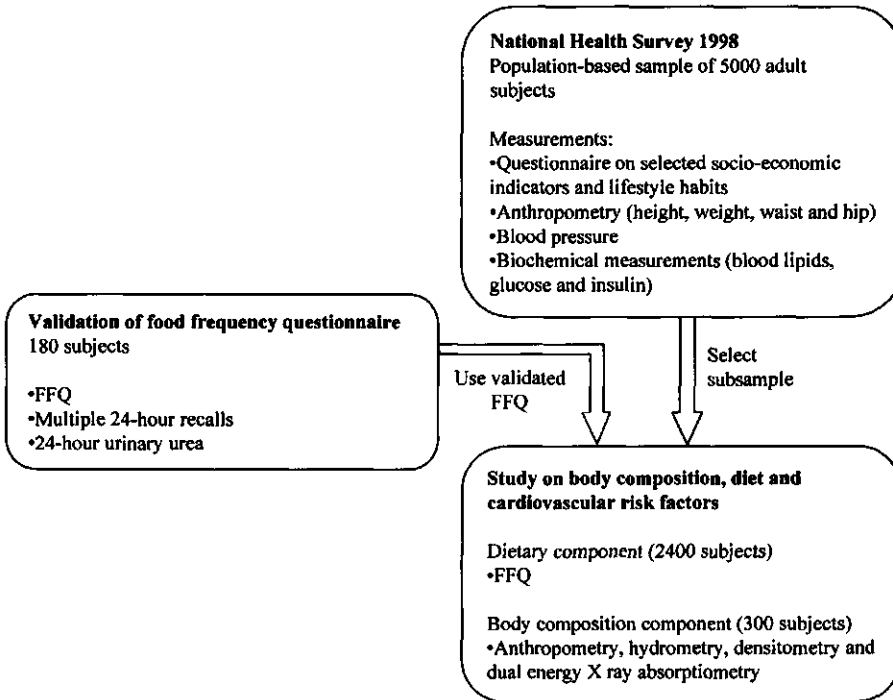 National Health Survey 1998
Population-based sample of 5000 adult
subjects
Measurements:
•Questionnaire on selected socio-economic
indicators and lifestyle habits
•Anthropometry (height, weight, waist and hip)
•Blood pressure
•Biochemical measurements (blood lipids,
glucose and insulin)
Validation of food frequency questionnaire
180 subjects
•FFQ
•Multiple 24-hour recalls
•24-hour urinary urea
Use validated
FFQ
Select
subsample
Study on body composition, diet and
cardiovascular risk factors
Dietary component (2400 subjects)
•FFQ
Body composition component (300 subjects)
•Anthropometry, hydrometry, densitometry and
dual energy X ray absorptiometry